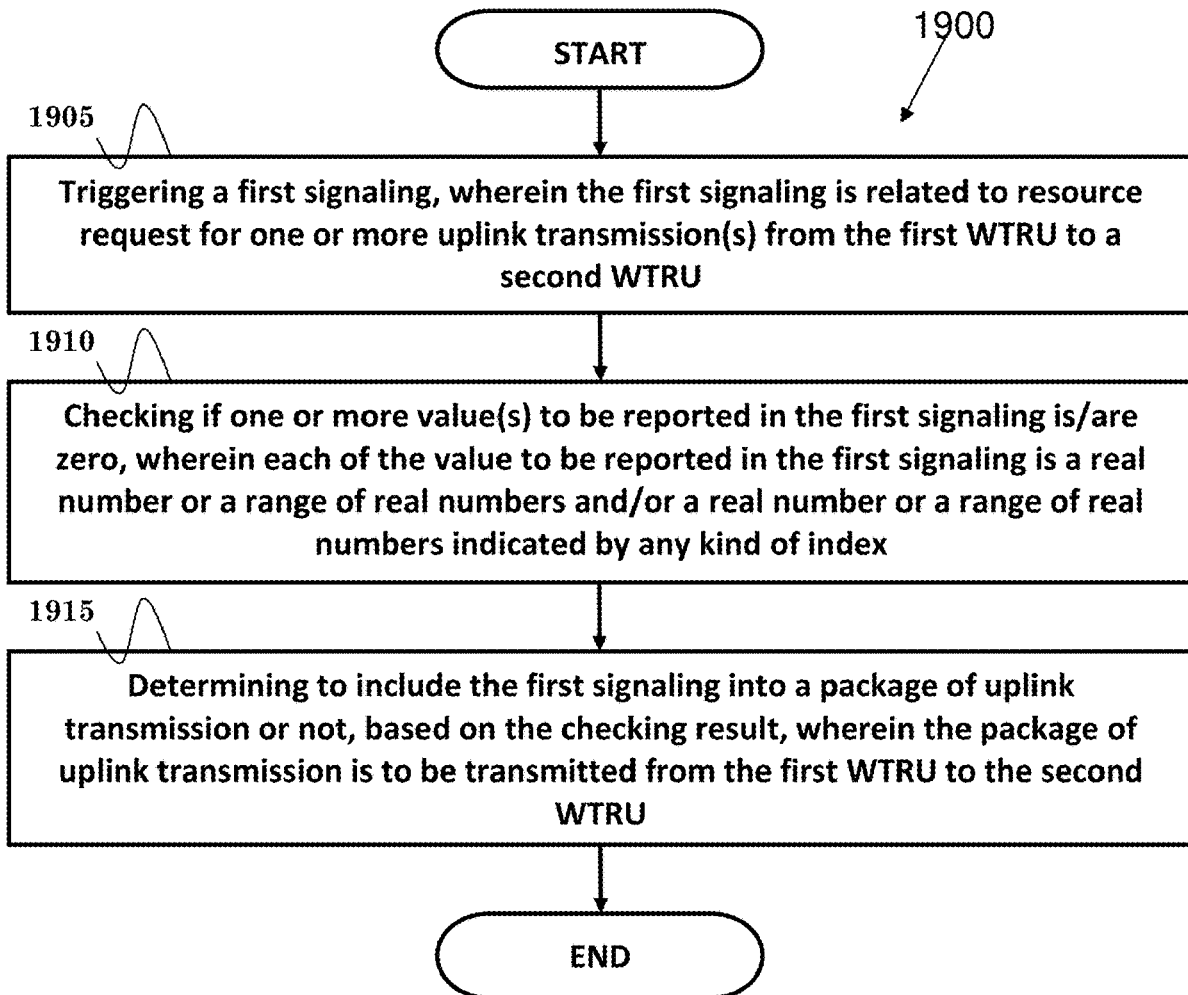 START
1900
1905
Triggering a first signaling, wherein the first signaling is related to resource
request for one or more uplink transmission(s) from the first WTRU to a
second WTRU
1910
Checking if one or more value(s) to be reported in the first signaling is/are
zero, wherein each of the value to be reported in the first signaling is a real
number or a range of real numbers and/or a real number or a range of real
numbers indicated by any kind of index
1915
Determining to include the first signaling into a package of uplink
transmission or not, based on the checking result, wherein the package of
uplink transmission is to be transmitted from the first WTRU to the second
WTRU
END